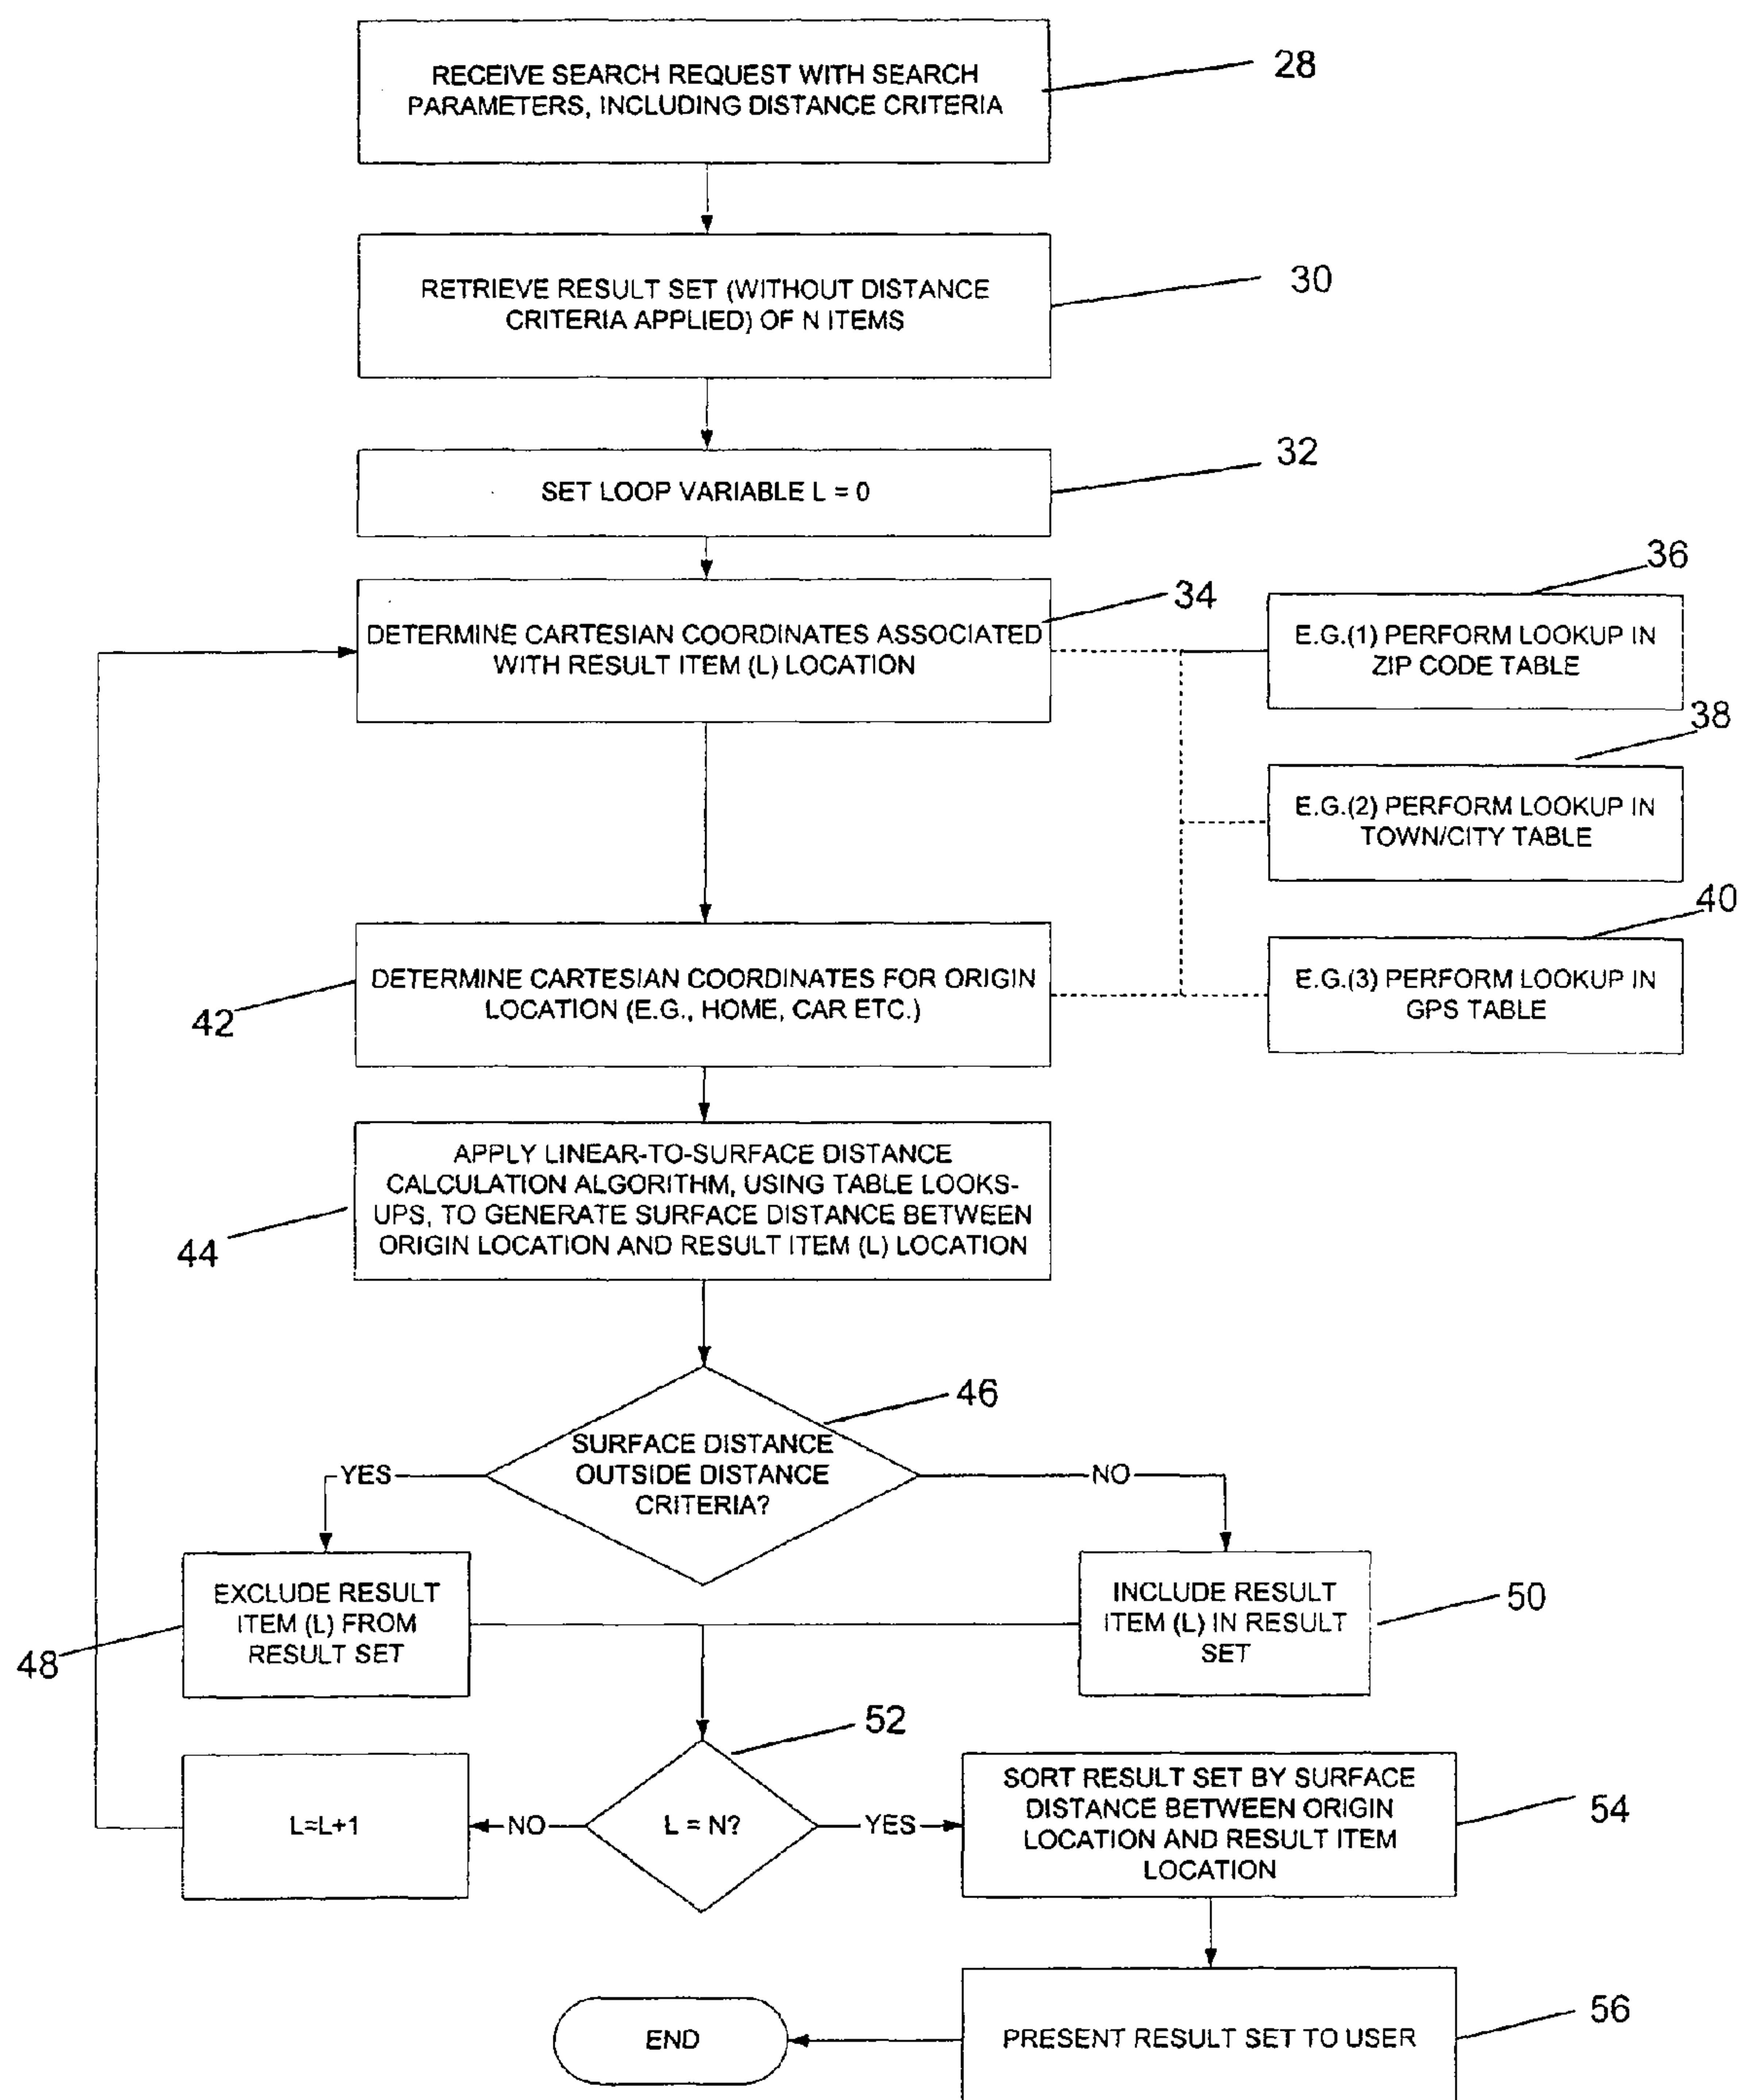 RECEIVE SEARCH REQUEST WITH SEARCH
PARAMETERS, INCLUDING DISTANCE CRITERIA
28
RETRIEVE RESULT SET (WITHOUT DISTANCE
CRITERIA APPLIED) OF N ITEMS
30
SET LOOP VARIABLE L = 0
32
DETERMINE CARTESIAN COORDINATES ASSOCIATED
WITH RESULT ITEM (L) LOCATION
34
36
E.G.(1) PERFORM LOOKUP IN
ZIP CODE TABLE
38
E.G.(2) PERFORM LOOKUP IN
TOWN/CITY TABLE
40
E.G.(3) PERFORM LOOKUP IN
GPS TABLE
DETERMINE CARTESIAN COORDINATES FOR ORIGIN
LOCATION (E.G., HOME, CAR ETC.)
42
APPLY LINEAR-TO-SURFACE DISTANCE
CALCULATION ALGORITHM, USING TABLE LOOKS-
UPS, TO GENERATE SURFACE DISTANCE BETWEEN
ORIGIN LOCATION AND RESULT ITEM (L) LOCATION
44
46
SURFACE DISTANCE
OUTSIDE DISTANCE
CRITERIA?
YES
NO
EXCLUDE RESULT
ITEM (L) FROM
RESULT SET
48
INCLUDE RESULT
ITEM (L) IN RESULT
SET
50
52
L = N?
NO
YES
L=L+1
SORT RESULT SET BY SURFACE
DISTANCE BETWEEN ORIGIN
LOCATION AND RESULT ITEM
LOCATION
54
PRESENT RESULT SET TO USER
56
END